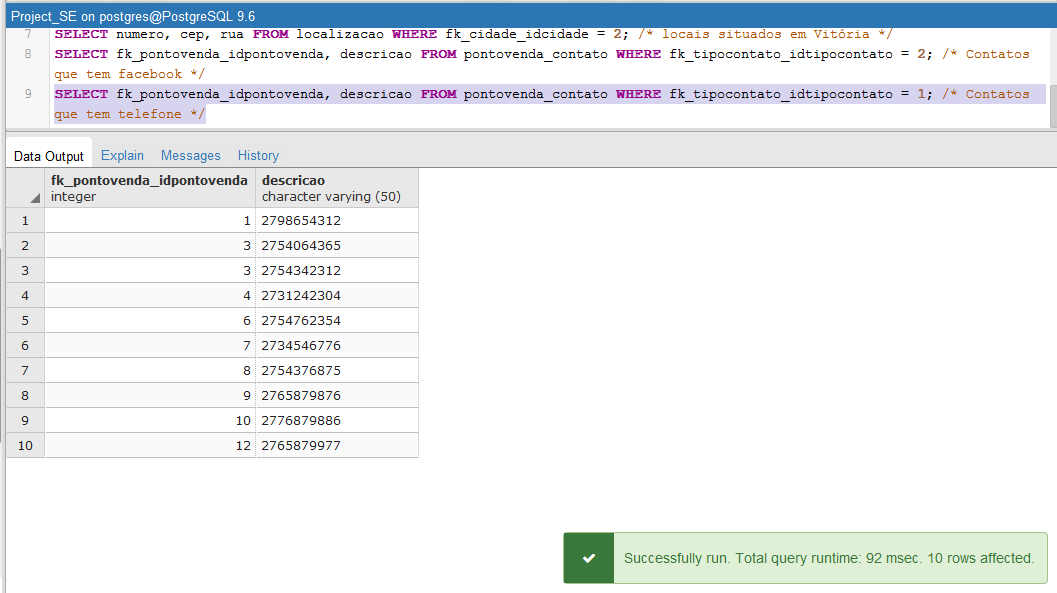 Project_SE on postgres@PostgreSQL 9.6
7 SELECT numero, cep, rua FROM localizacao WHERE fk_cidade_idcidade = 2; /* locais situados em Vitória */
8 SELECT fk_pontovenda_idpontovenda, descricao FROM pontovenda_contato WHERE fk_tipocontato_idtipocontato = 2; /* Contatos
que tem facebook */
9 SELECT fk_pontovenda_idpontovenda, descricao FROM pontovenda_contato WHERE fk_tipocontato_idtipocontato = 1; /* Contatos
que tem telefone */
Data Output Explain Messages History
fk_pontovenda_idpontovenda descricao
integer character varying (50)
1 1 2798654312
2 3 2754064365
3 3 2754342312
4 4 2731242304
5 6 2754762354
6 7 2734546776
7 8 2754376875
8 9 2765879876
9 10 2776879886
10 12 2765879977
Successfully run. Total query runtime: 92 msec. 10 rows affected.